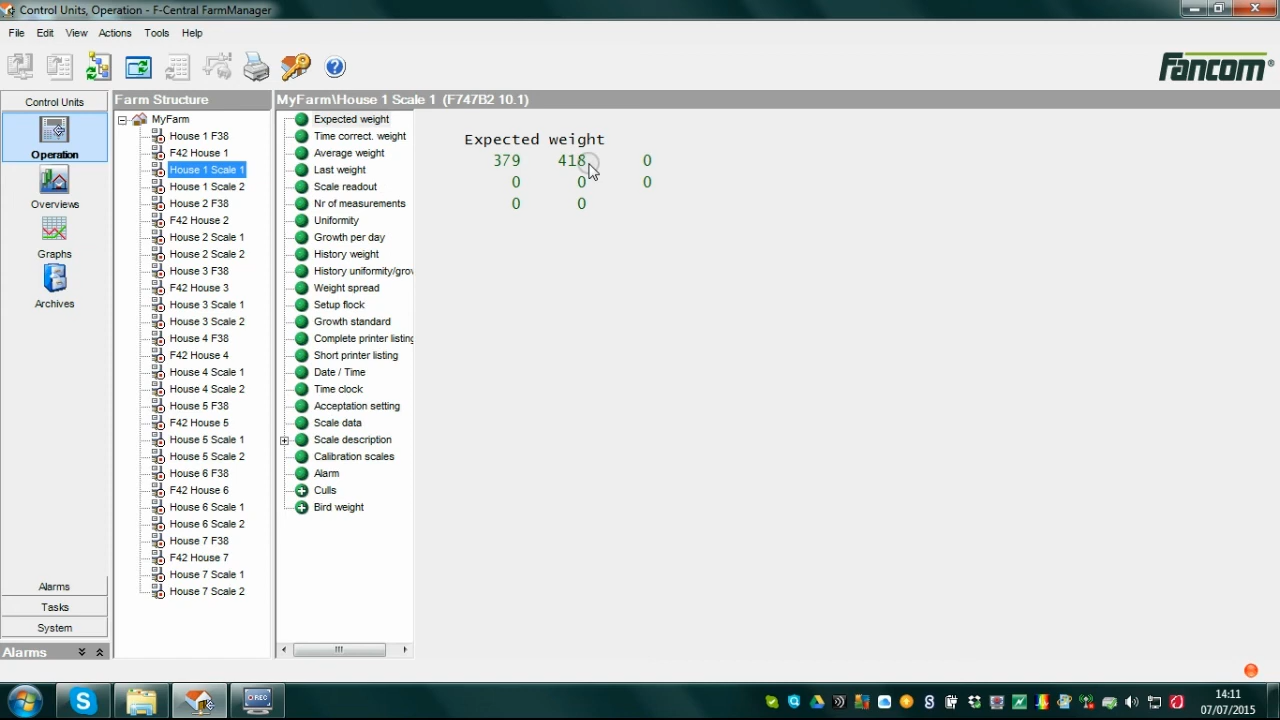 Control Units, Operation - F-Central FarmManager
File Edit View Actions Tools Help
Fancom
Control Units
Farm Structure
MyFarm\House 1 Scale 1 (F747B2 10.1)
Operation
Overviews
Graphs
Archives
MyFarm
House 1 F38
F42 House 1
House 1 Scale 1
House 1 Scale 2
House 2 F38
F42 House 2
House 2 Scale 1
House 2 Scale 2
House 3 F38
F42 House 3
House 3 Scale 1
House 3 Scale 2
House 4 F38
F42 House 4
House 4 Scale 1
House 4 Scale 2
House 5 F38
F42 House 5
House 5 Scale 1
House 5 Scale 2
House 6 F38
F42 House 6
House 6 Scale 1
House 6 Scale 2
House 7 F38
F42 House 7
House 7 Scale 1
House 7 Scale 2
Expected weight
Time correct. weight
Average weight
Last weight
Scale readout
Nr of measurements
Uniformity
Growth per day
History weight
History uniformity/grov
Weight spread
Setup flock
Growth standard
Complete printer listing
Short printer listing
Date / Time
Time clock
Acceptation setting
Scale data
Scale description
Calibration scales
Alarm
Culls
Bird weight
Expected weight
379 418 0
0 0 0
0 0
Alarms
Tasks
System
Alarms
REC
14:11
07/07/2015